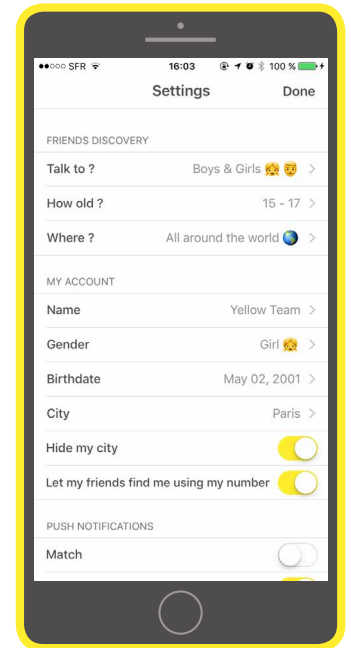 SFR 16:03 100 %
Settings Done
FRIENDS DISCOVERY
Talk to ? Boys & Girls 👧 👨
How old ? 15 - 17
Where ? All around the world 🌎
MY ACCOUNT
Name Yellow Team
Gender Girl 👧
Birthdate May 02, 2001
City Paris
Hide my city
Let my friends find me using my number
PUSH NOTIFICATIONS
Match